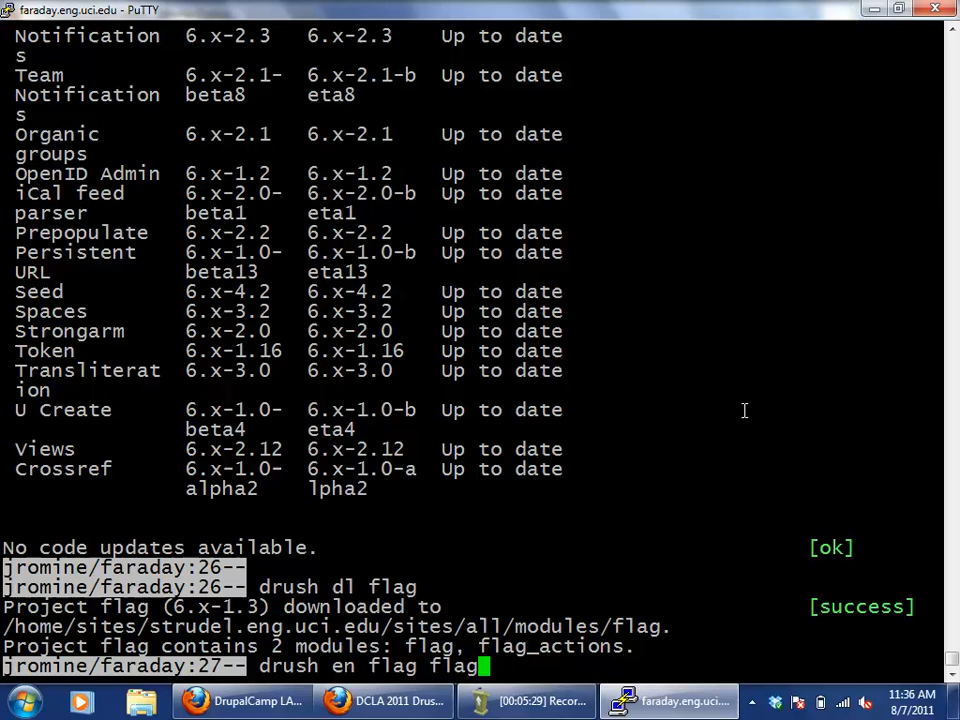 faraday.eng.uci.edu - PuTTY
Notification 6.x-2.3 6.x-2.3 Up to date
s
Team 6.x-2.1- 6.x-2.1-b Up to date
Notification beta8 eta8
s
Organic 6.x-2.1 6.x-2.1 Up to date
groups
OpenID Admin 6.x-1.2 6.x-1.2 Up to date
iCal feed 6.x-2.0- 6.x-2.0-b Up to date
parser beta1 eta1
Prepopulate 6.x-2.2 6.x-2.2 Up to date
Persistent 6.x-1.0- 6.x-1.0-b Up to date
URL beta13 eta13
Seed 6.x-4.2 6.x-4.2 Up to date
Spaces 6.x-3.2 6.x-3.2 Up to date
Strongarm 6.x-2.0 6.x-2.0 Up to date
Token 6.x-1.16 6.x-1.16 Up to date
Transliterat 6.x-3.0 6.x-3.0 Up to date
ion
U Create 6.x-1.0- 6.x-1.0-b Up to date
beta4 eta4
Views 6.x-2.12 6.x-2.12 Up to date
Crossref 6.x-1.0- 6.x-1.0-a Up to date
alpha2 lpha2
No code updates available. [ok]
jromine/faraday:26--
jromine/faraday:26-- drush dl flag
Project flag (6.x-1.3) downloaded to [success]
/home/sites/strudel.eng.uci.edu/sites/all/modules/flag.
Project flag contains 2 modules: flag, flag_actions.
jromine/faraday:27-- drush en flag flag
DrupalCamp LA... DCLA 2011 Drus... [00:05:29] Recor... faraday.eng.uci.... 11:36 AM
8/7/2011